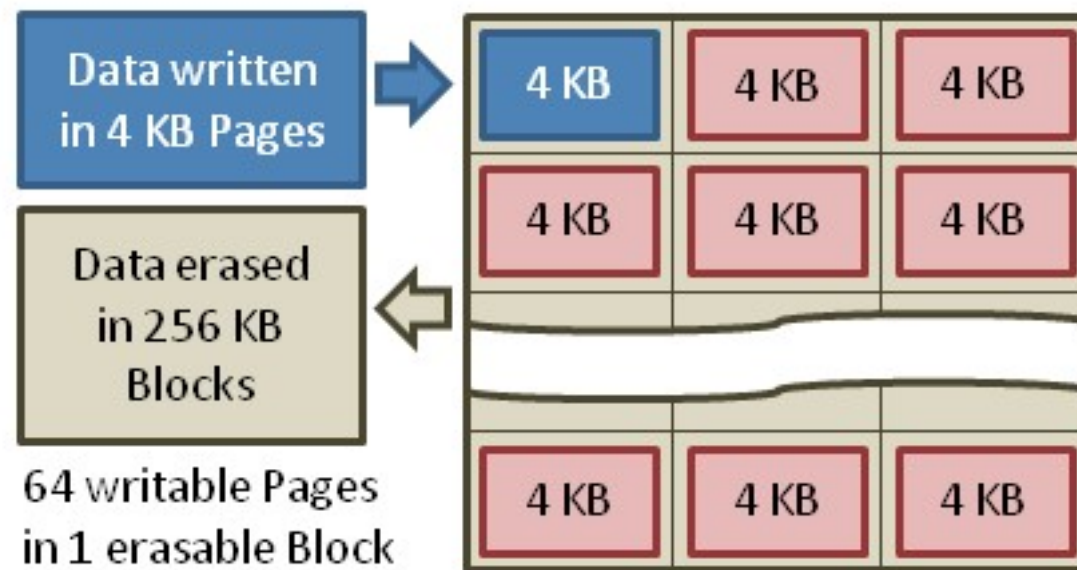 Data written
in 4 KB Pages
4 KB 4 KB 4 KB
4 KB 4 KB 4 KB
Data erased
in 256 KB
Blocks
64 writable Pages
in 1 erasable Block
4 KB 4 KB 4 KB